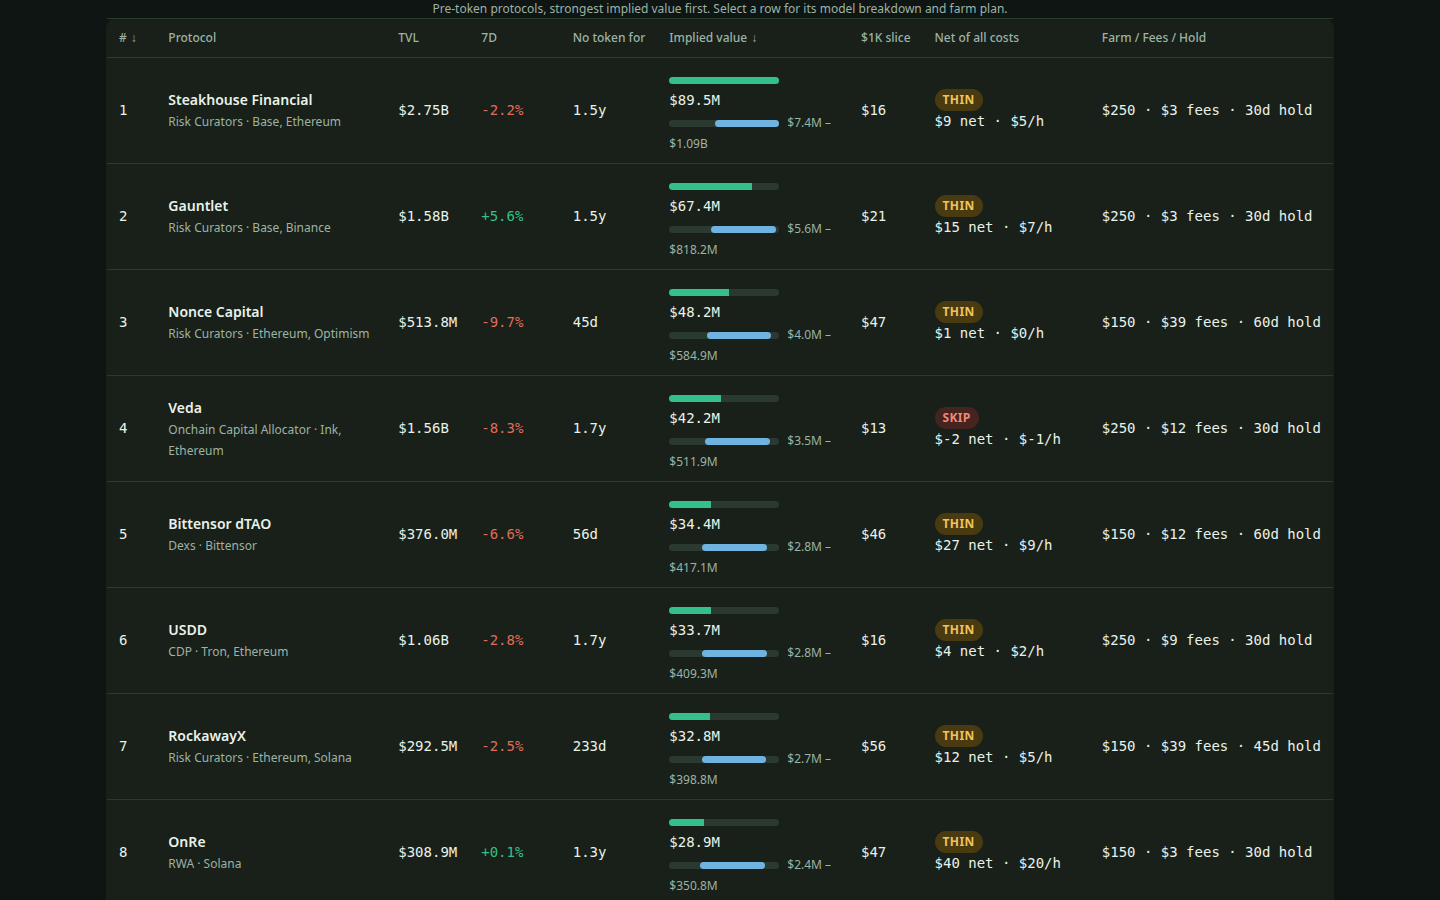 Pre-token protocols, strongest implied value first. Select a row for its model breakdown and farm plan.
# ↓ Protocol TVL 7D No token for Implied value ↓ $1K slice Net of all costs Farm / Fees / Hold
1 Steakhouse Financial $2.75B -2.2% 1.5y $89.5M $16 THIN $250 · $3 fees · 30d hold
Risk Curators · Base, Ethereum $7.4M – $9 net · $5/h
$1.09B
2 Gauntlet $1.58B +5.6% 1.5y $67.4M $21 THIN $250 · $3 fees · 30d hold
Risk Curators · Base, Binance $5.6M – $15 net · $7/h
$818.2M
3 Nonce Capital $513.8M -9.7% 45d $48.2M $47 THIN $150 · $39 fees · 60d hold
Risk Curators · Ethereum, Optimism $4.0M – $1 net · $0/h
$584.9M
4 Veda $1.56B -8.3% 1.7y $42.2M $13 SKIP $250 · $12 fees · 30d hold
Onchain Capital Allocator · Ink, $3.5M – $-2 net · $-1/h
Ethereum $511.9M
5 Bittensor dTAO $376.0M -6.6% 56d $34.4M $46 THIN $150 · $12 fees · 60d hold
Dexs · Bittensor $2.8M – $27 net · $9/h
$417.1M
6 USDD $1.06B -2.8% 1.7y $33.7M $16 THIN $250 · $9 fees · 30d hold
CDP · Tron, Ethereum $2.8M – $4 net · $2/h
$409.3M
7 RockawayX $292.5M -2.5% 233d $32.8M $56 THIN $150 · $39 fees · 45d hold
Risk Curators · Ethereum, Solana $2.7M – $12 net · $5/h
$398.8M
8 OnRe $308.9M +0.1% 1.3y $28.9M $47 THIN $150 · $3 fees · 30d hold
RWA · Solana $2.4M – $40 net · $20/h
$350.8M